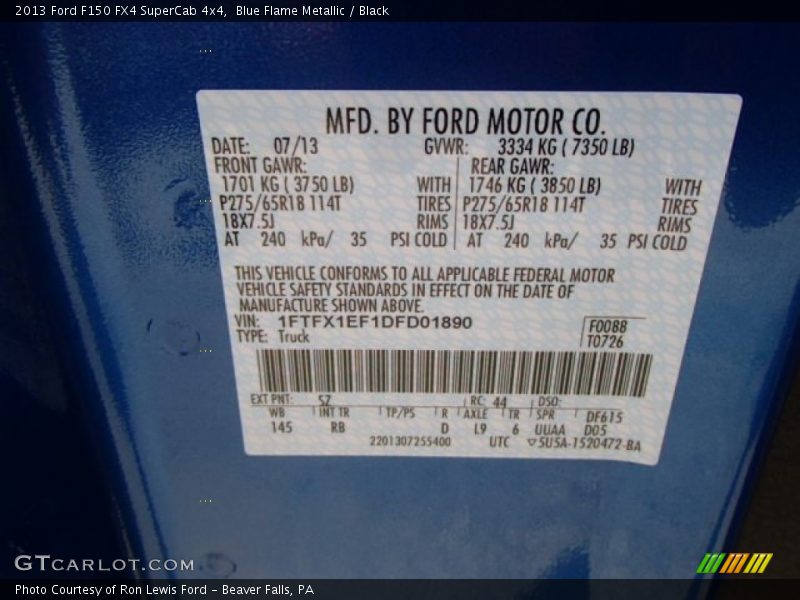 2013 Ford F150 FX4 SuperCab 4x4,  Blue Flame Metallic / Black
MFD. BY FORD MOTOR CO.
DATE: 07/13 GVWR: 3334 KG ( 7350 LB)
FRONT GAWR: REAR GAWR:
1701 KG ( 3750 LB) WITH 1746 KG ( 3850 LB) WITH
P275/65R18 114T TIRES P275/65R18 114T TIRES
18X7.5J RIMS 18X7.5J RIMS
AT 240 kPa/ 35 PSI COLD AT 240 kPa/ 35 PSI COLD
THIS VEHICLE CONFORMS TO ALL APPLICABLE FEDERAL MOTOR
VEHICLE SAFETY STANDARDS IN EFFECT ON THE DATE OF
MANUFACTURE SHOWN ABOVE.
VIN: 1FTFX1EF1DFD01890 F0088
TYPE: Truck T0726
EXT PNT: SZ RC: 44 DSO:
WB INT TR TP/PS R AXLE TR SPR DF615
145 RB D L9 6 UUAA D05
2201307255400 UTC ▽5U5A-1520472-BA
GTCARLOT.COM
Photo Courtesy of Ron Lewis Ford - Beaver Falls, PA